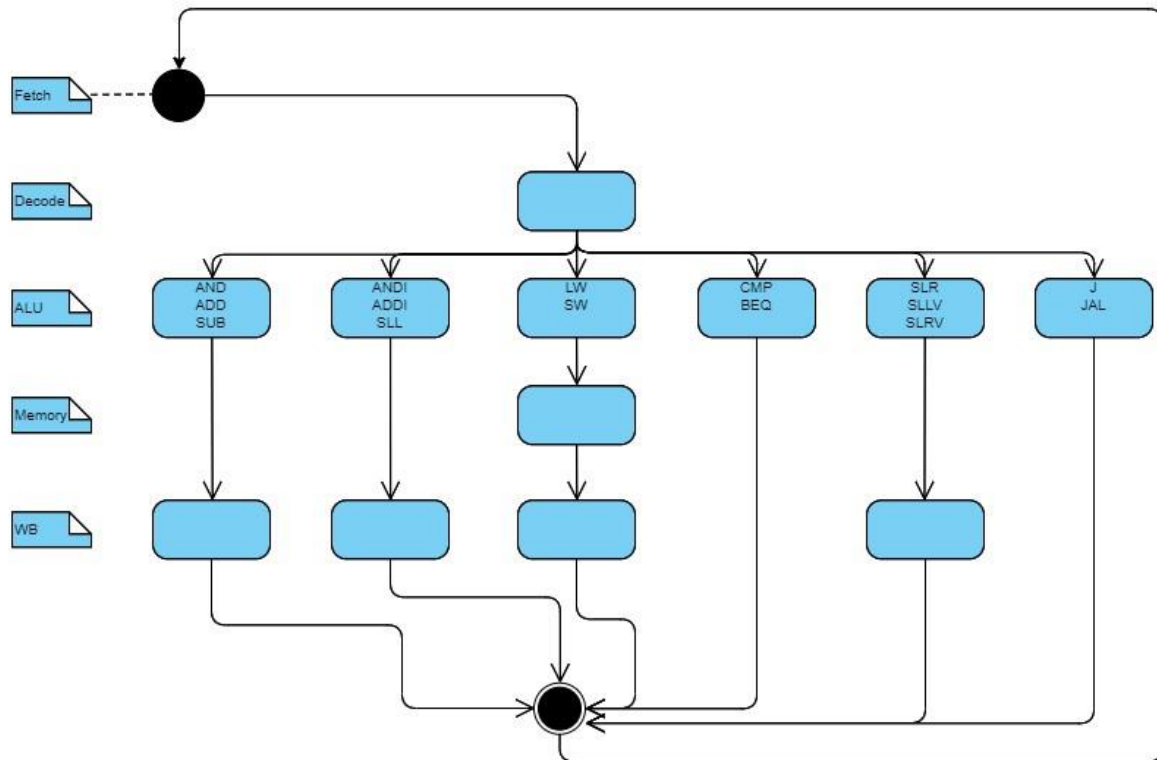 Fetch
Decode
ALU
AND
ADD
SUB
ANDI
ADDI
SLL
LW
SW
CMP
BEQ
SLR
SLLV
SLRV
J
JAL
Memory
WB